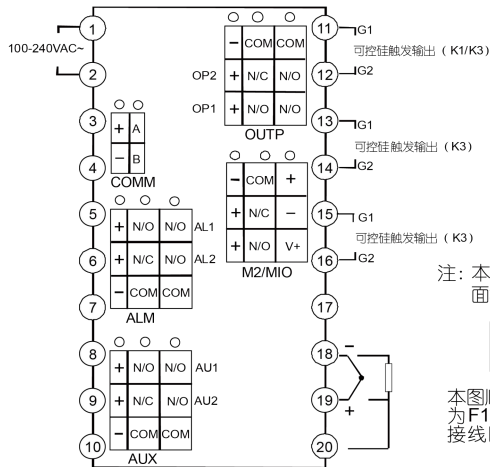 1
100-240VAC~
2
3
4
5
6
7
8
9
10
+ A
− B
COMM
− COM COM
OP2 + N/C N/O
OP1 + N/O N/O
OUTP
− COM +
+ N/C −
+ N/O V+
M2/MIO
+ N/O N/O AL1
+ N/C N/O AL2
− COM COM
ALM
+ N/O N/O AU1
+ N/C N/O AU2
− COM COM
AUX
11 G1
可控硅触发输出（K1/K3）
12 G2
13 G1
可控硅触发输出（K3）
14 G2
15 G1
可控硅触发输出（K3）
16 G2
17
18 −
19 +
20
注: 本
面
本图
为F1
接线